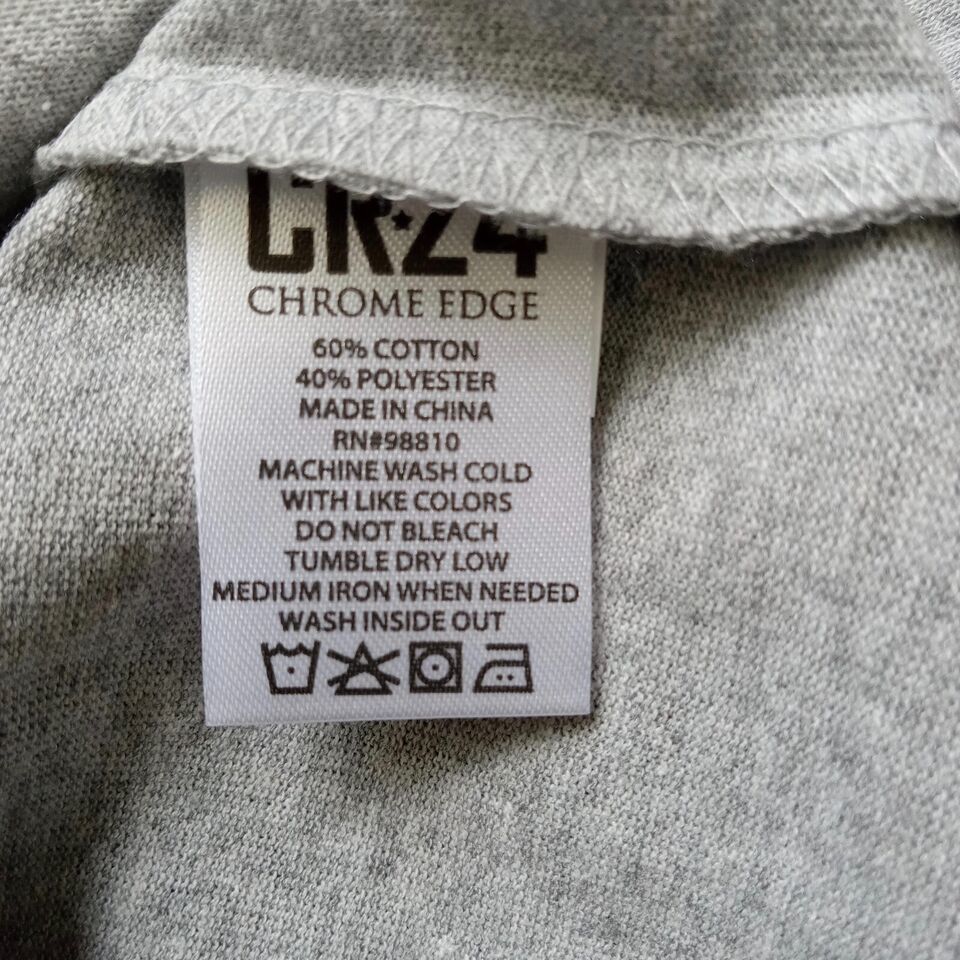 CR★24
CHROME EDGE
60% COTTON
40% POLYESTER
MADE IN CHINA
RN#98810
MACHINE WASH COLD
WITH LIKE COLORS
DO NOT BLEACH
TUMBLE DRY LOW
MEDIUM IRON WHEN NEEDED
WASH INSIDE OUT